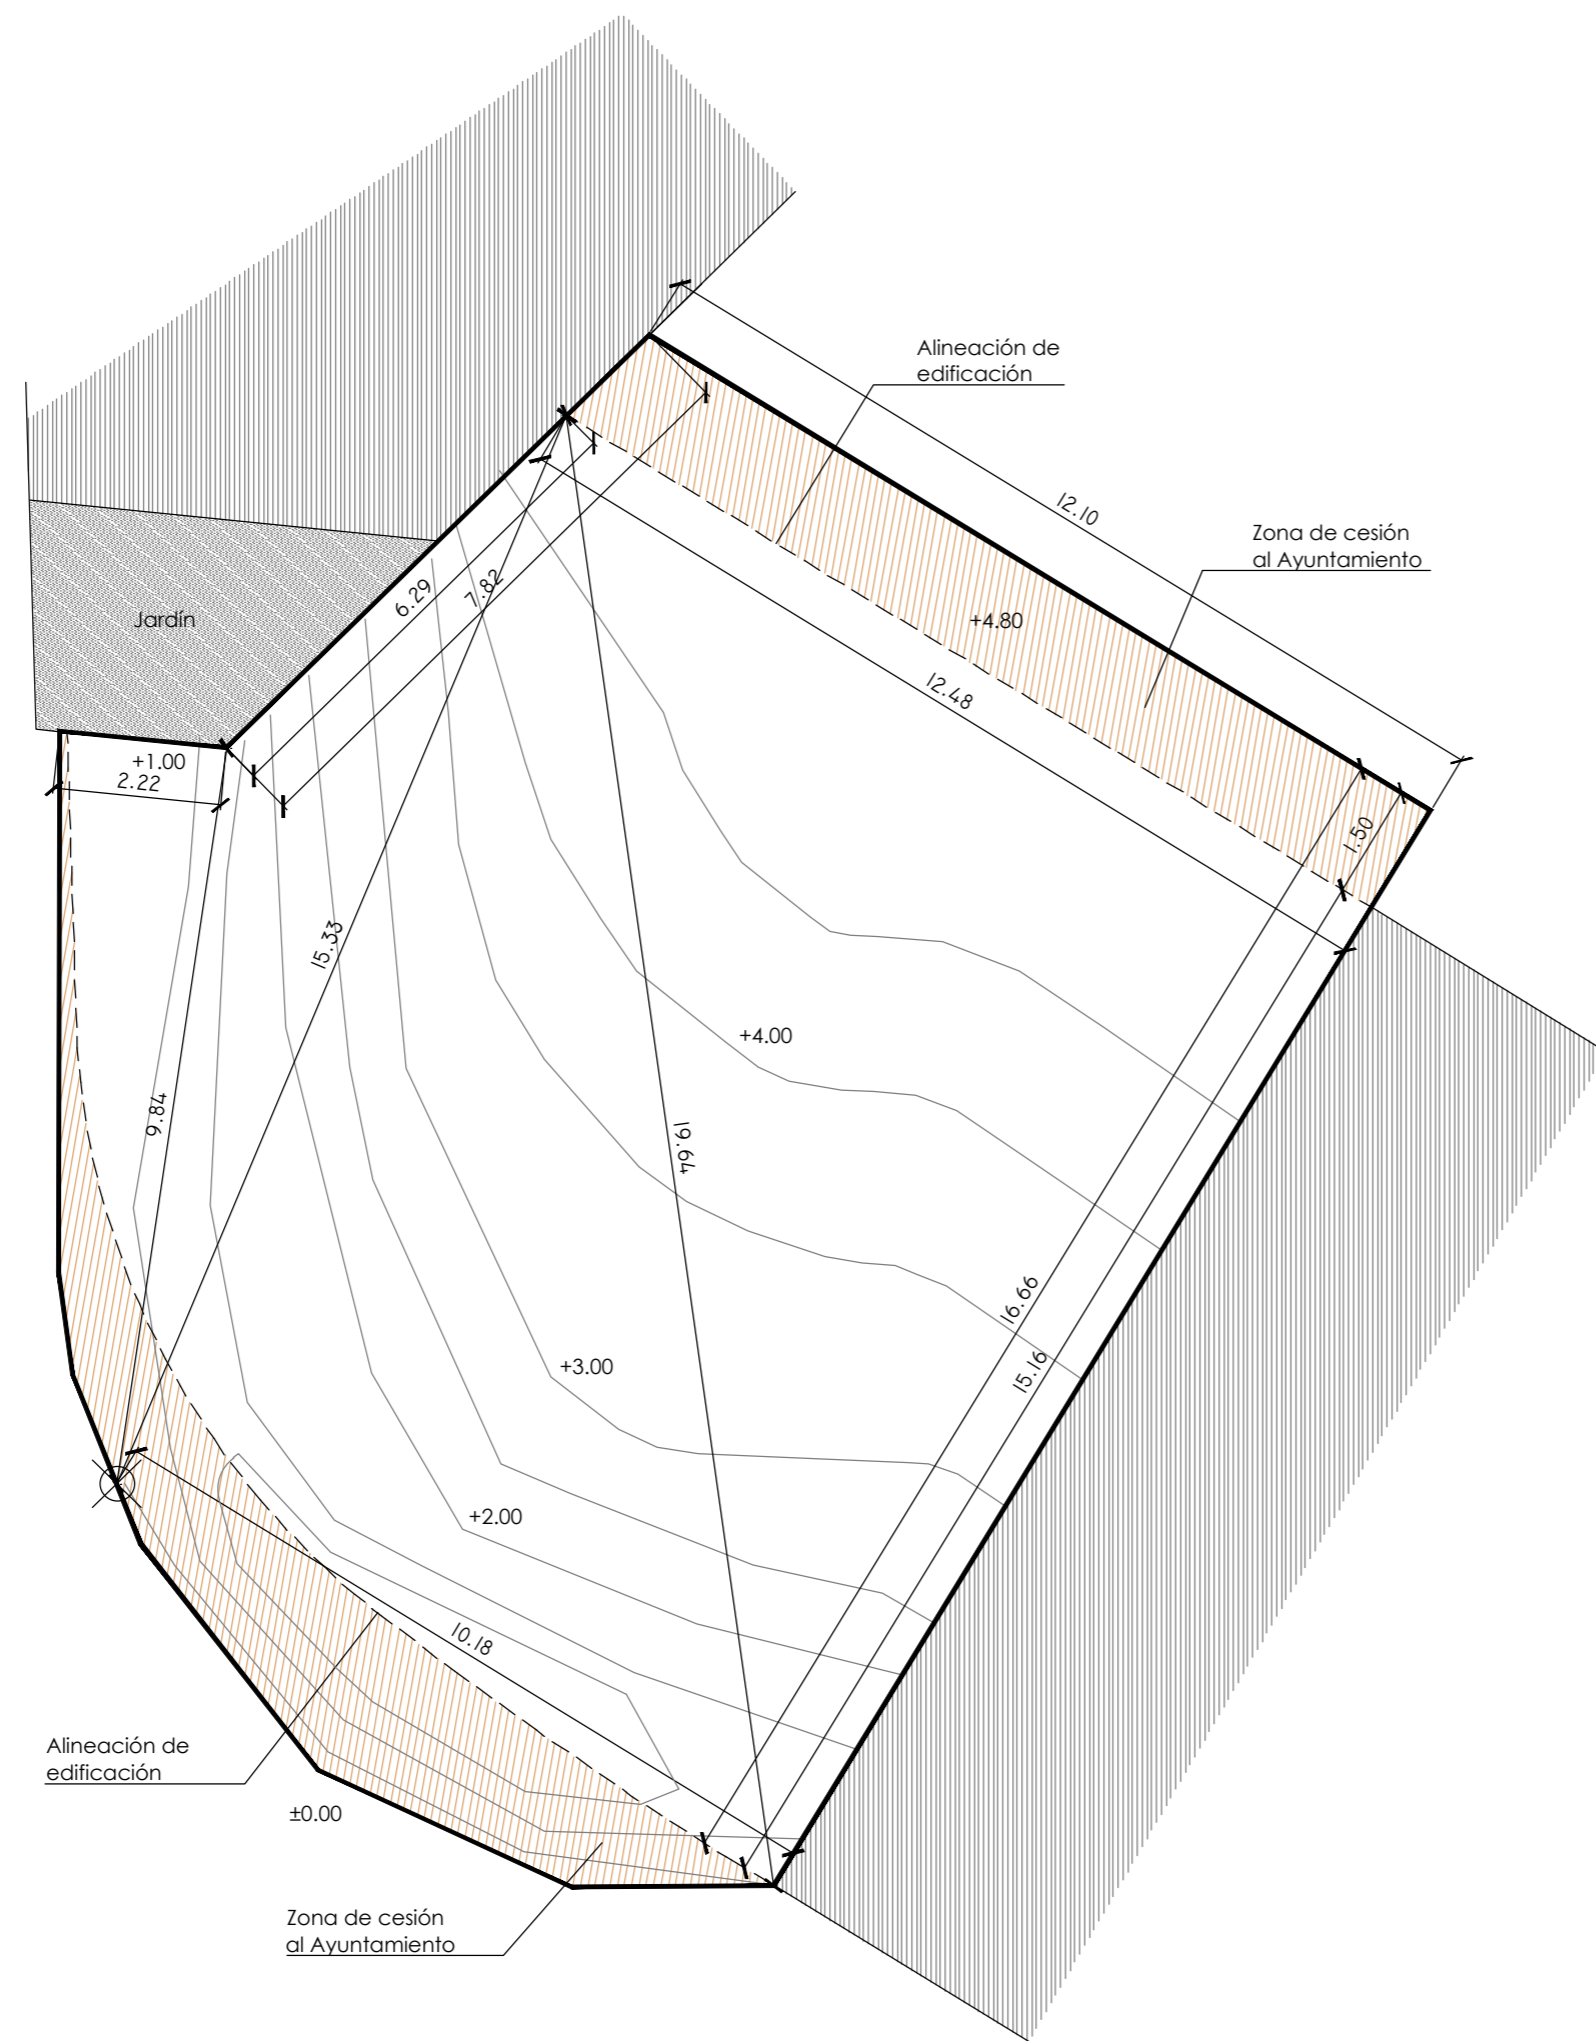 Alineación de
edificación
12.10
Zona de cesión
al Ayuntamiento
6.29
7.82
Jardín
+4.80
12.48
+1.00
2.22
1.50
15.33
+4.00
9.84
19.64
16.66
15.16
+3.00
+2.00
10.18
Alineación de
edificación
±0.00
Zona de cesión
al Ayuntamiento